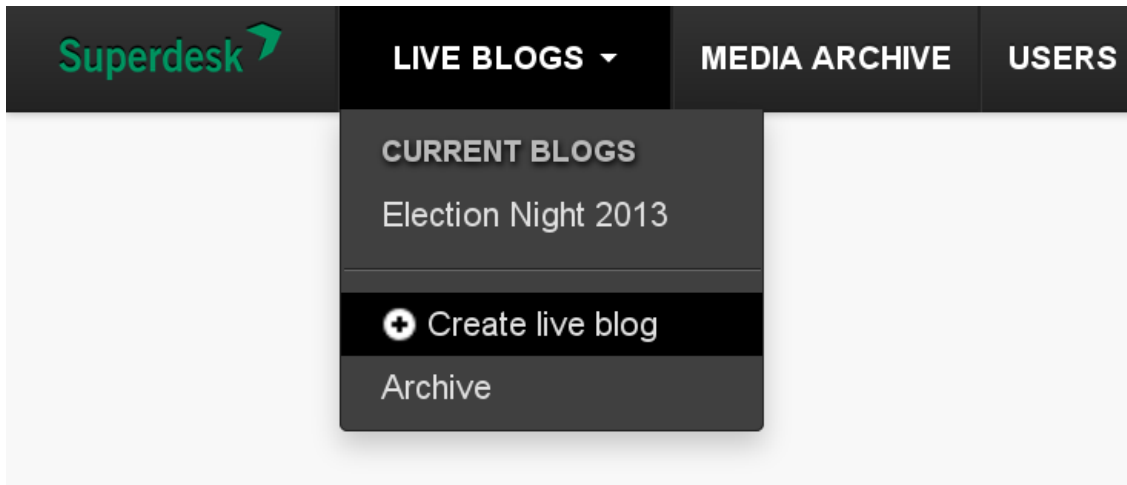 Superdesk LIVE BLOGS MEDIA ARCHIVE USERS
CURRENT BLOGS
Election Night 2013
Create live blog
Archive